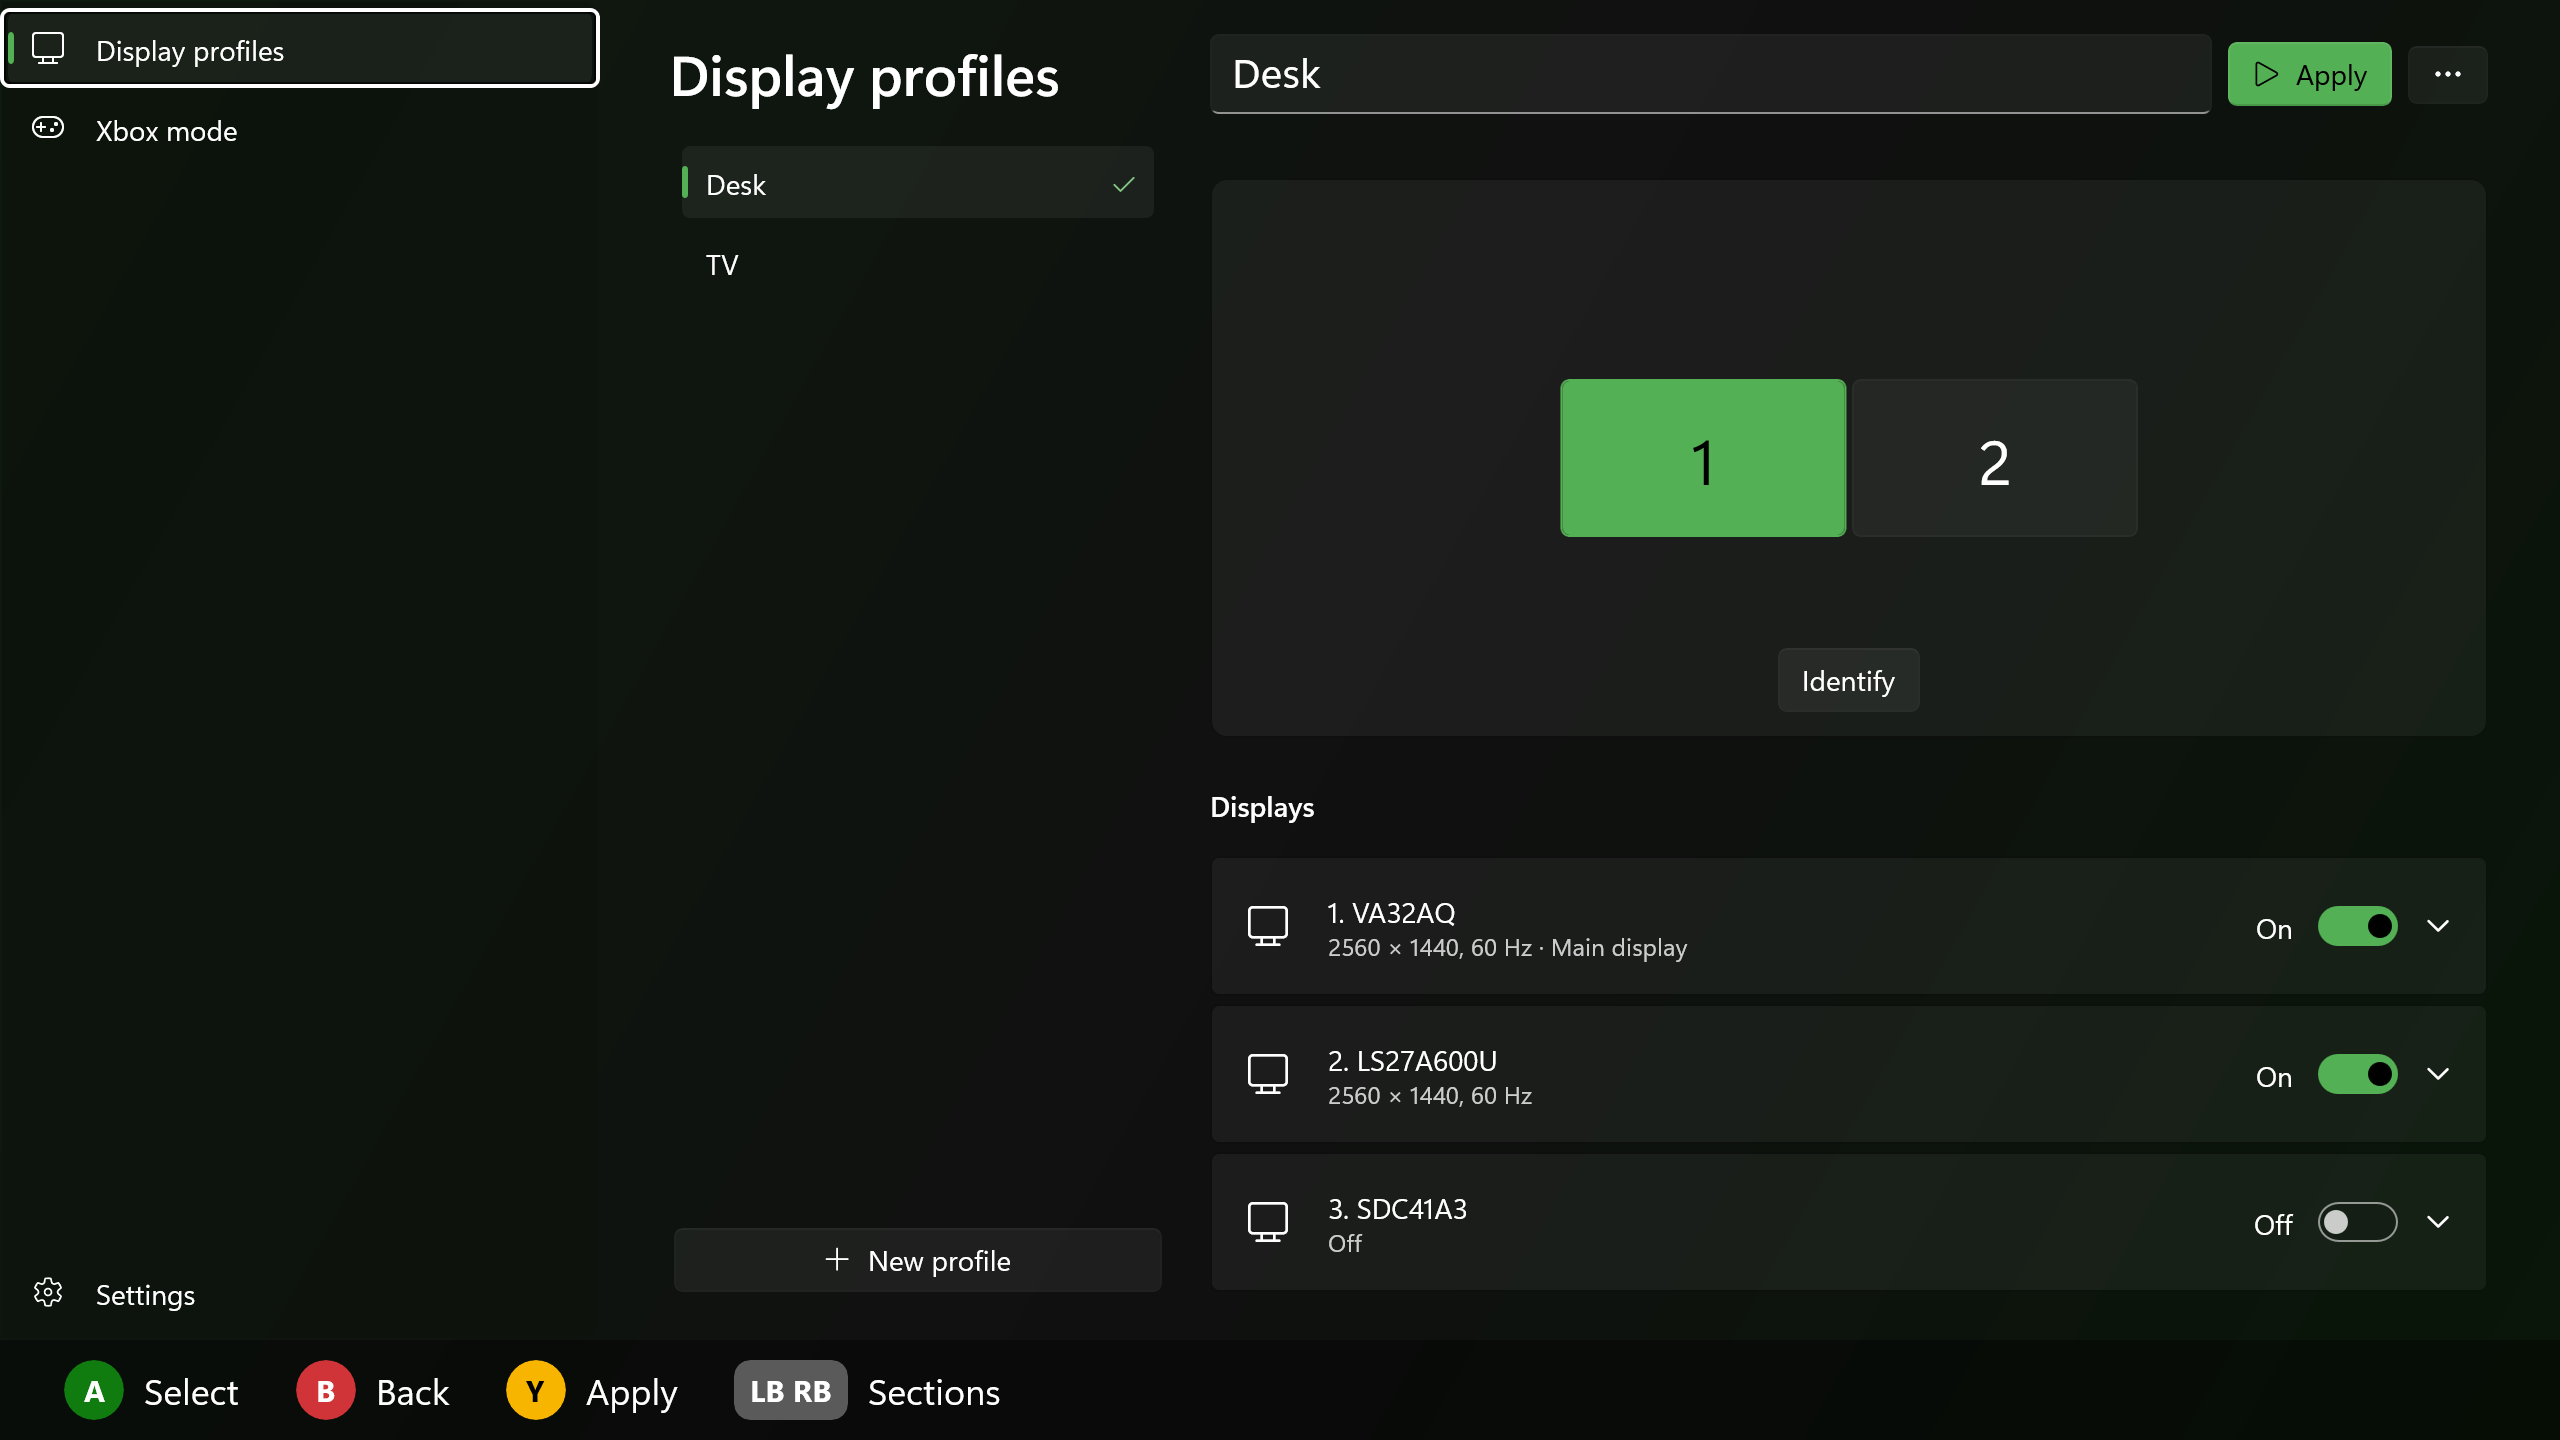 Display profiles
Xbox mode
Settings
Display profiles
Desk
TV
New profile
Desk
Apply
1
2
Identify
Displays
1. VA32AQ
2560 × 1440, 60 Hz · Main display
On
2. LS27A600U
2560 × 1440, 60 Hz
On
3. SDC41A3
Off
Off
A Select B Back Y Apply LB RB Sections